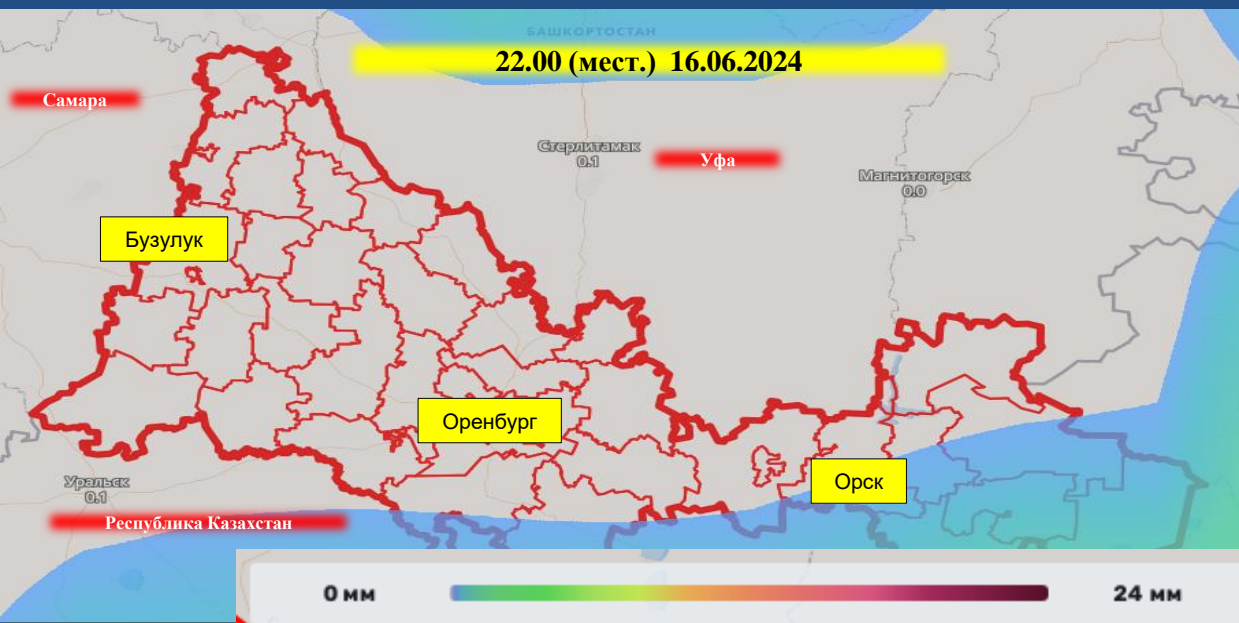 БАШКОРТОСТАН
22.00 (мест.) 16.06.2024
Самара
Стерлитамак
0.1
Уфа
Магнитогорск
0.0
Бузулук
Оренбург
Орск
Уральск
0.1
Республика Казахстан
0 мм
24 мм